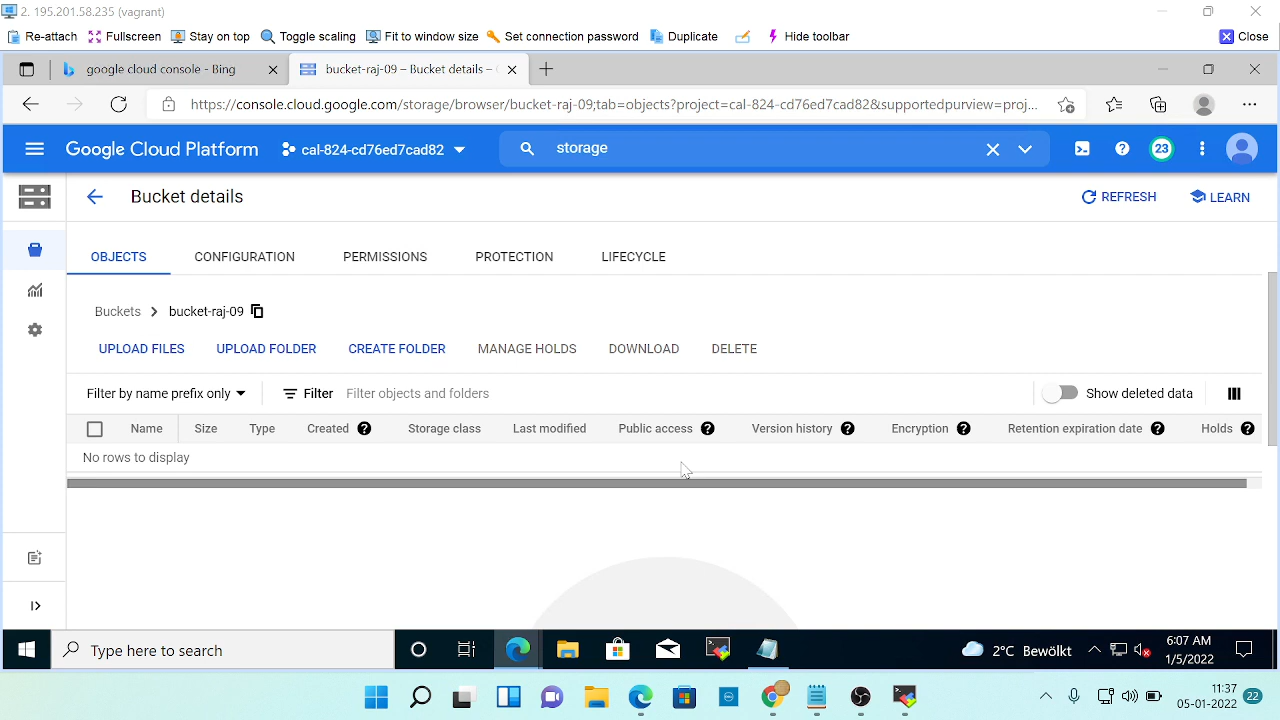 2. 195.201.58.235 (vagrant)
Re-attach Fullscreen Stay on top Toggle scaling Fit to window size Set connection password Duplicate Hide toolbar Close
google cloud console - Bing bucket-raj-09 – Bucket details –
https://console.cloud.google.com/storage/browser/bucket-raj-09;tab=objects?project=cal-824-cd76ed7cad82&supportedpurview=proj...
Google Cloud Platform cal-824-cd76ed7cad82 storage 23
Bucket details REFRESH LEARN
OBJECTS CONFIGURATION PERMISSIONS PROTECTION LIFECYCLE
Buckets bucket-raj-09
UPLOAD FILES UPLOAD FOLDER CREATE FOLDER MANAGE HOLDS DOWNLOAD DELETE
Filter by name prefix only Filter Filter objects and folders Show deleted data
Name Size Type Created Storage class Last modified Public access Version history Encryption Retention expiration date Holds
No rows to display
Type here to search 2°C Bewölkt 6:07 AM
1/5/2022
11:37
05-01-2022 22